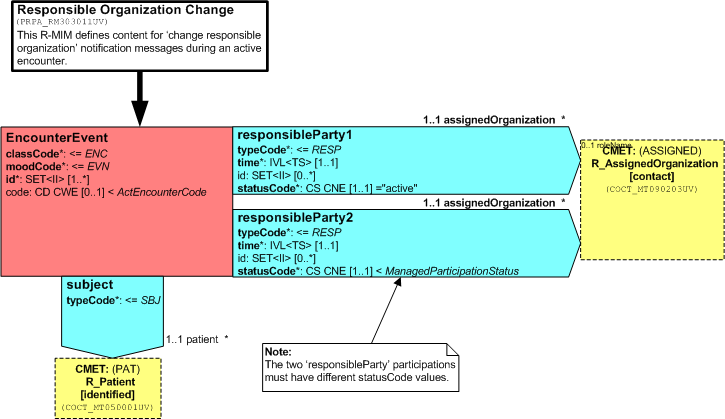 Responsible Organization Change
(PRPA_RM303011UV)
This R-MIM defines content for 'change responsible
organization' notification messages during an active
encounter.
EncounterEvent
classCode*: <= ENC
moodCode*: <= EVN
id*: SET<II> [1..*]
code: CD CWE [0..1] < ActEncounterCode
1..1 assignedOrganization *
responsibleParty1
typeCode*: <= RESP
time*: IVL<TS> [1..1]
id: SET<II> [0..*]
statusCode*: CS CNE [1..1] ="active"
1..1 assignedOrganization *
responsibleParty2
typeCode*: <= RESP
time*: IVL<TS> [1..1]
id: SET<II> [0..*]
statusCode*: CS CNE [1..1] < ManagedParticipationStatus
0..1 roleName
CMET: (ASSIGNED)
R_AssignedOrganization
[contact]
(COCT_MT090203UV)
subject
typeCode*: <= SBJ
1..1 patient *
CMET: (PAT)
R_Patient
[identified]
(COCT_MT050001UV)
Note:
The two 'responsibleParty' participations
must have different statusCode values.